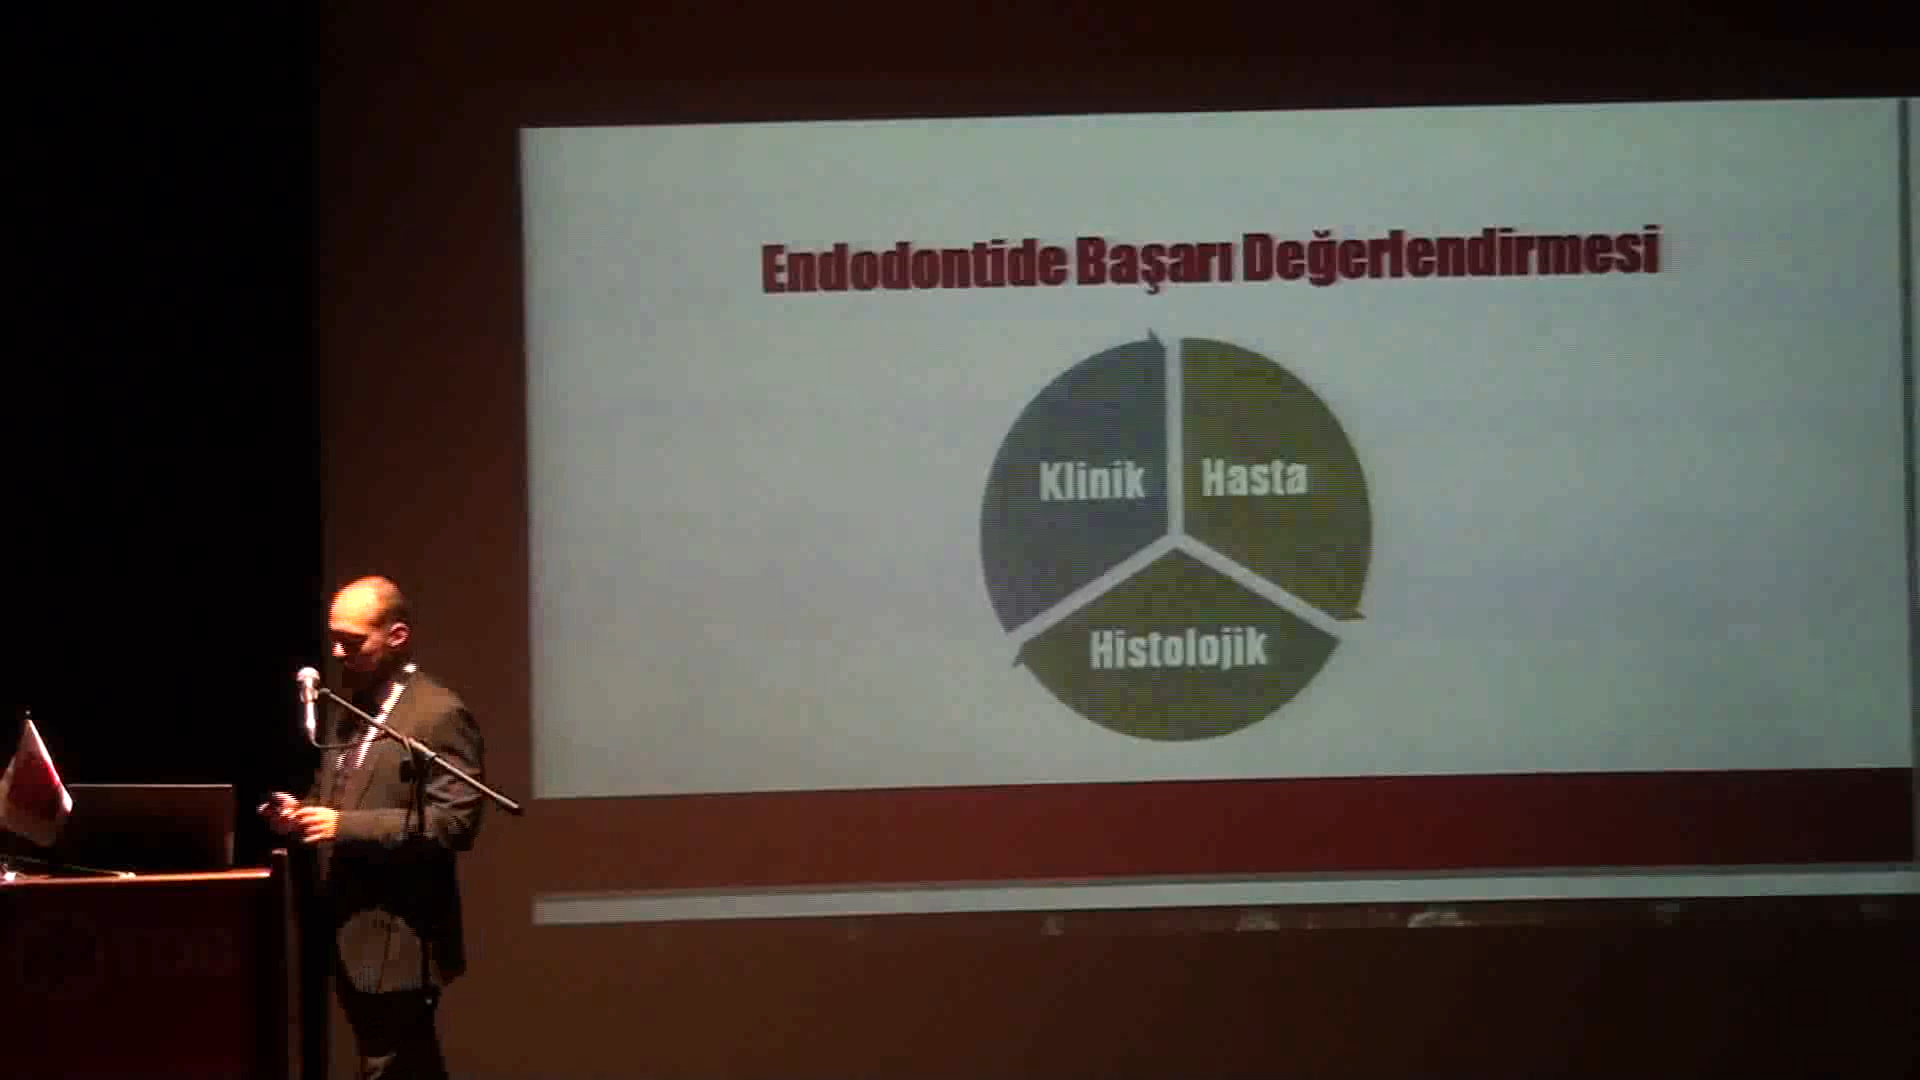 Endodontide Başarı Değerlendirmesi
Klinik
Hasta
Histolojik